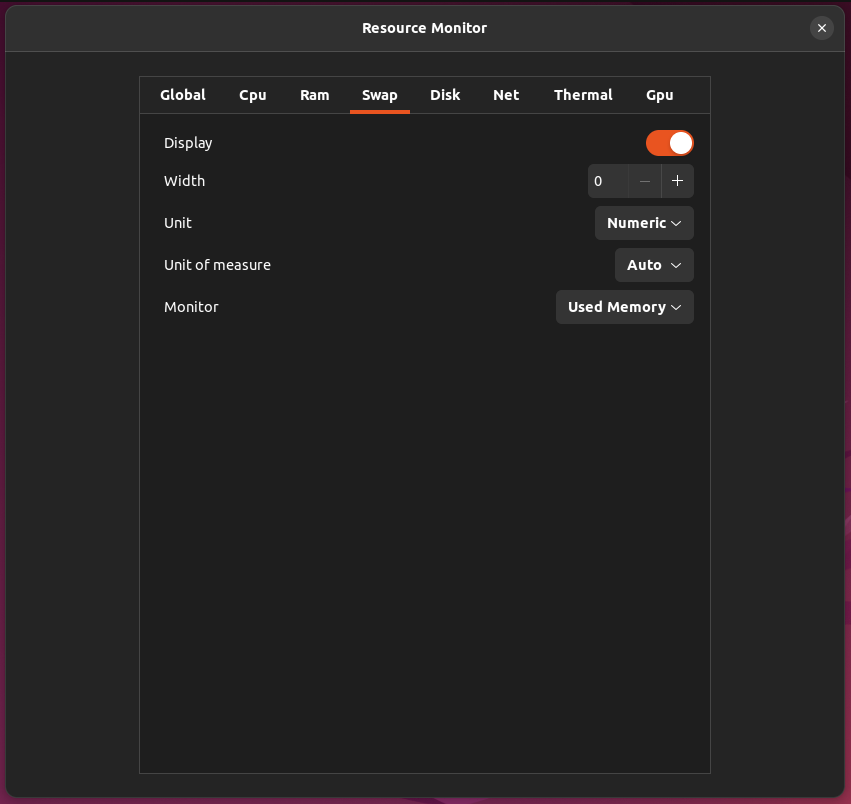 Resource Monitor
Global Cpu Ram Swap Disk Net Thermal Gpu
Display
Width 0
Unit Numeric
Unit of measure Auto
Monitor Used Memory